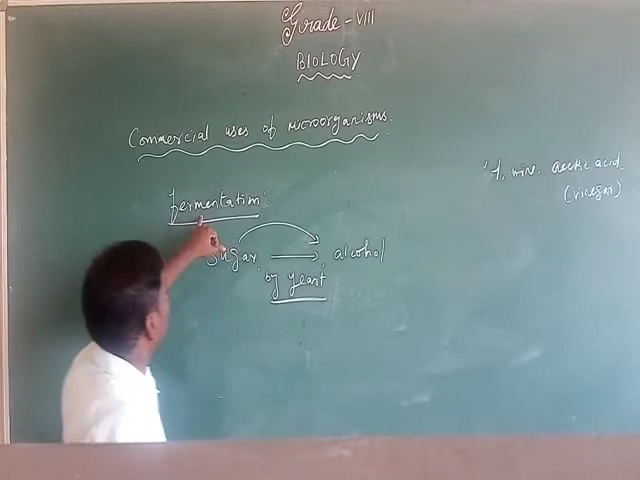 Grade - VIII
BIOLOGY
Commercial uses of microorganisms.
Fermentation:
Sugar → alcohol
'by yeast'
wine, acetic acid
(vinegar)